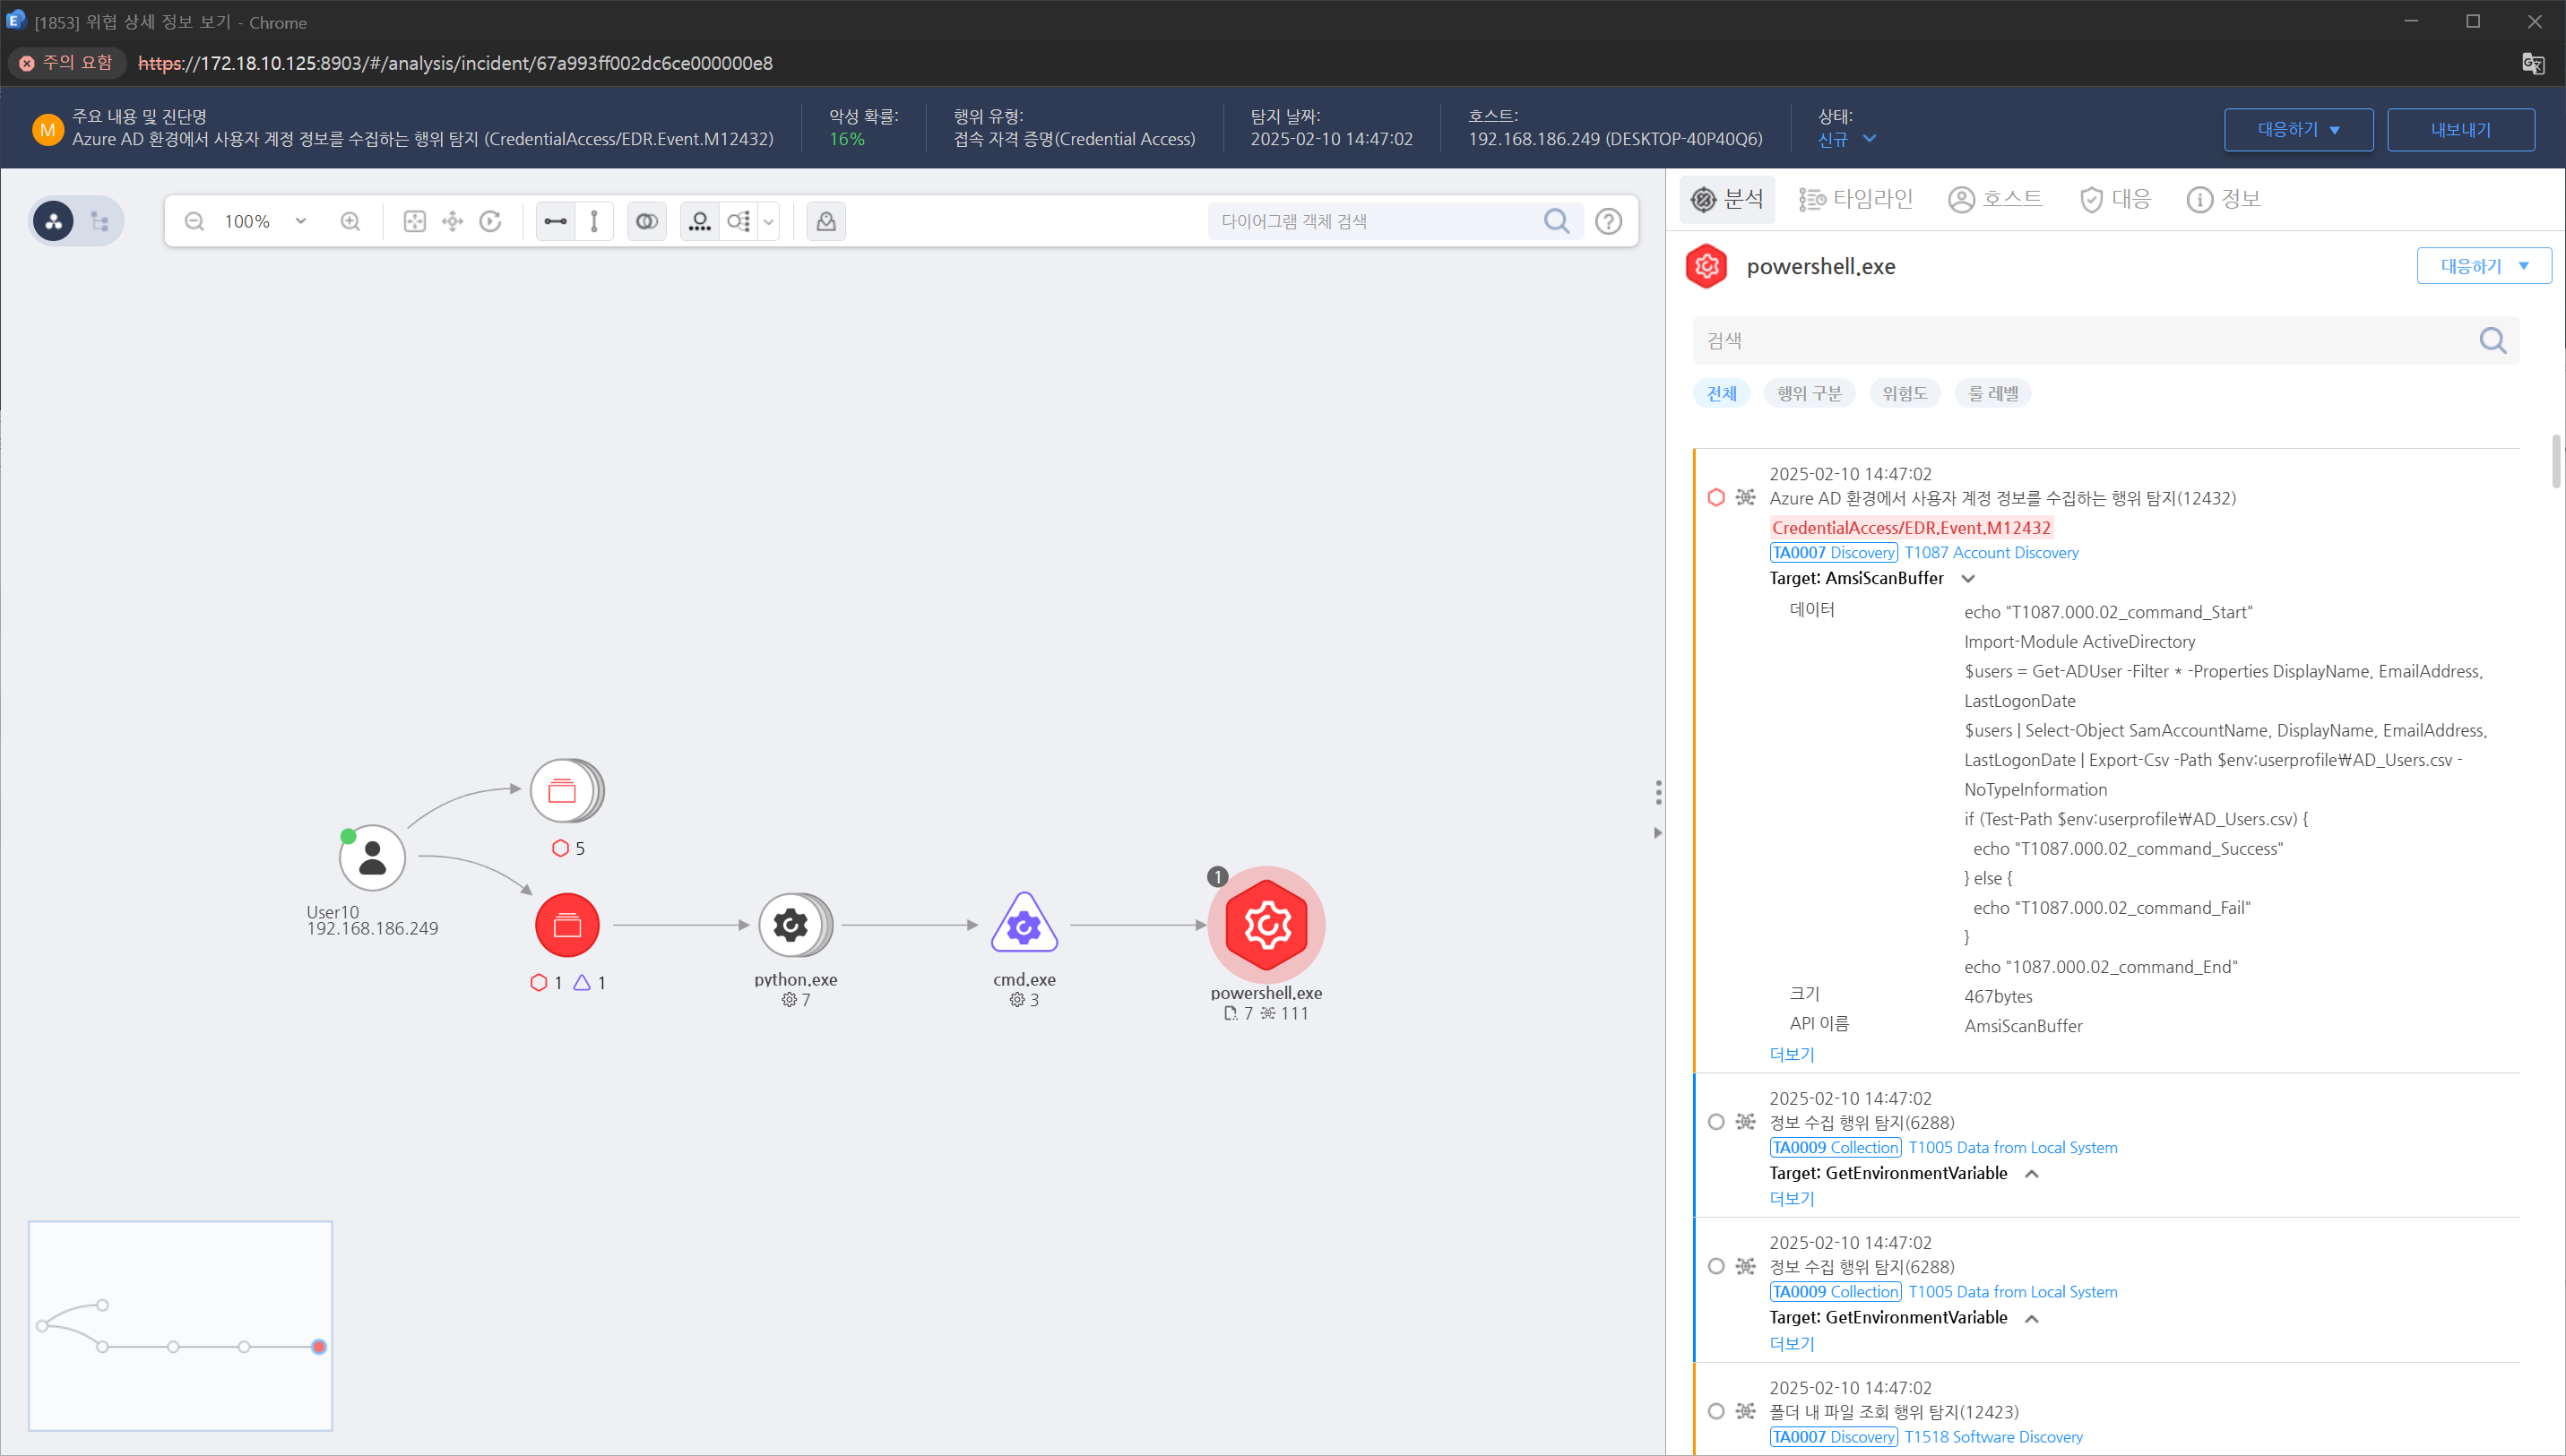 [1853] 위협 상세 정보 보기 - Chrome
주의 요함 https://172.18.10.125:8903/#/analysis/incident/67a993ff002dc6ce000000e8
M
주요 내용 및 진단명
Azure AD 환경에서 사용자 계정 정보를 수집하는 행위 탐지 (CredentialAccess/EDR.Event.M12432)
악성 확률:
16%
행위 유형:
접속 자격 증명(Credential Access)
탐지 날짜:
2025-02-10 14:47:02
호스트:
192.168.186.249 (DESKTOP-40P40Q6)
상태:
신규
대응하기 ▼
내보내기
100%
다이어그램 객체 검색
5
User10
192.168.186.249
1 1
python.exe
7
cmd.exe
3
1
powershell.exe
7 111
분석 타임라인 호스트 대응 정보
powershell.exe
대응하기 ▼
검색
전체 행위 구분 위험도 룰 레벨
2025-02-10 14:47:02
Azure AD 환경에서 사용자 계정 정보를 수집하는 행위 탐지(12432)
CredentialAccess/EDR.Event.M12432
TA0007 Discovery T1087 Account Discovery
Target: AmsiScanBuffer
데이터 echo "T1087.000.02_command_Start"
Import-Module ActiveDirectory
$users = Get-ADUser -Filter * -Properties DisplayName, EmailAddress,
LastLogonDate
$users | Select-Object SamAccountName, DisplayName, EmailAddress,
LastLogonDate | Export-Csv -Path $env:userprofile₩AD_Users.csv -
NoTypeInformation
if (Test-Path $env:userprofile₩AD_Users.csv) {
echo "T1087.000.02_command_Success"
} else {
echo "T1087.000.02_command_Fail"
}
echo "1087.000.02_command_End"
크기 467bytes
API 이름 AmsiScanBuffer
더보기
2025-02-10 14:47:02
정보 수집 행위 탐지(6288)
TA0009 Collection T1005 Data from Local System
Target: GetEnvironmentVariable
더보기
2025-02-10 14:47:02
정보 수집 행위 탐지(6288)
TA0009 Collection T1005 Data from Local System
Target: GetEnvironmentVariable
더보기
2025-02-10 14:47:02
폴더 내 파일 조회 행위 탐지(12423)
TA0007 Discovery T1518 Software Discovery